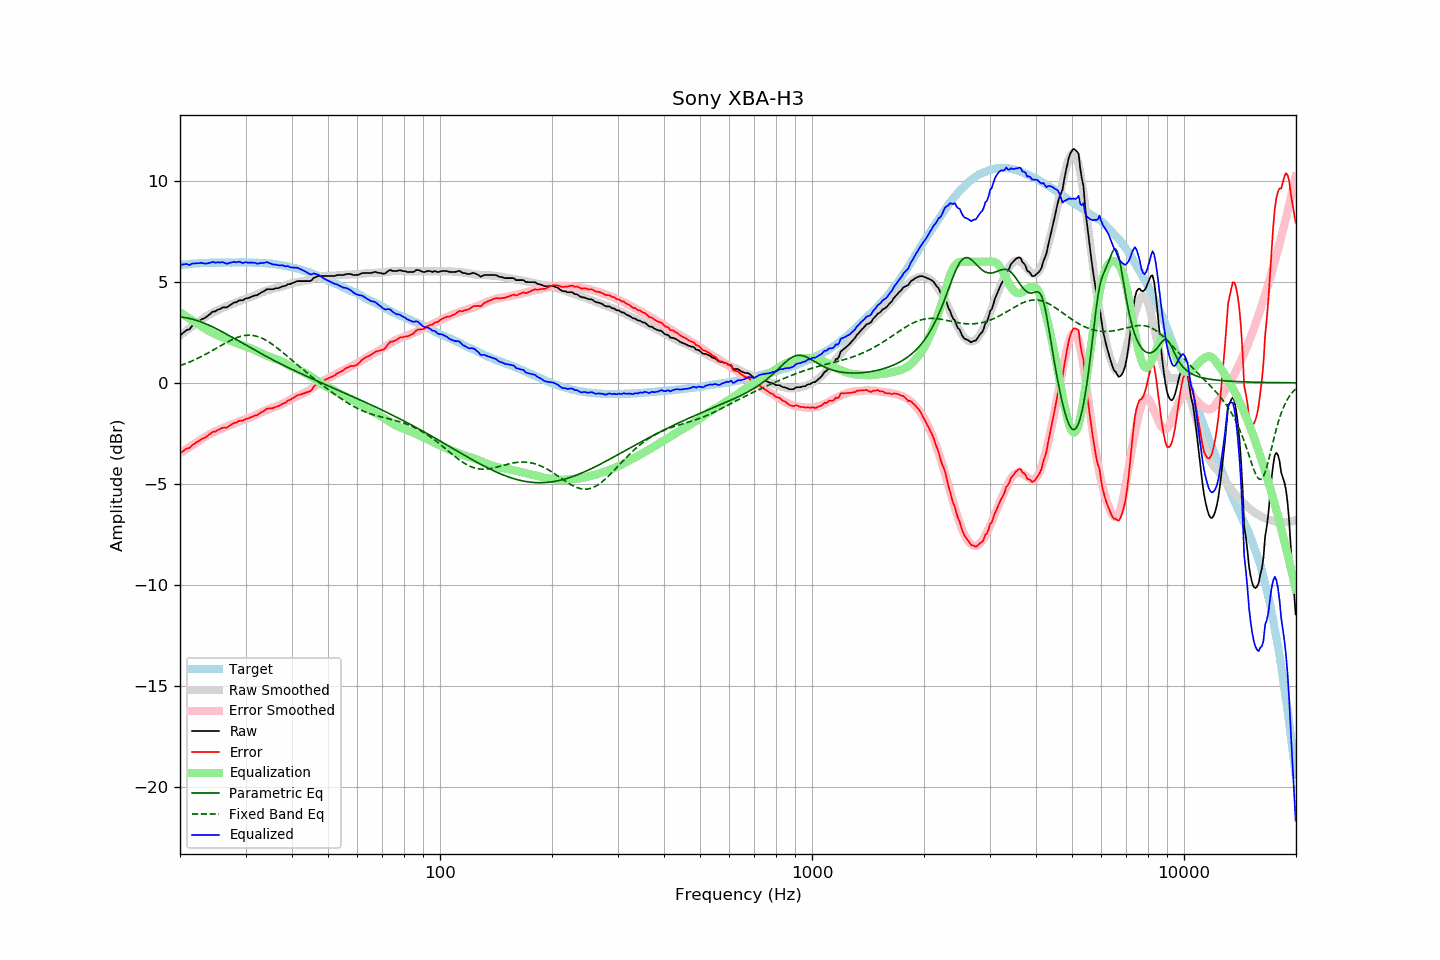 Sony XBA-H3
10
5
0
−5
−10
−15
−20
Amplitude (dBr)
Target
Raw Smoothed
Error Smoothed
Raw
Error
Equalization
Parametric Eq
Fixed Band Eq
Equalized
100
1000
10000
Frequency (Hz)